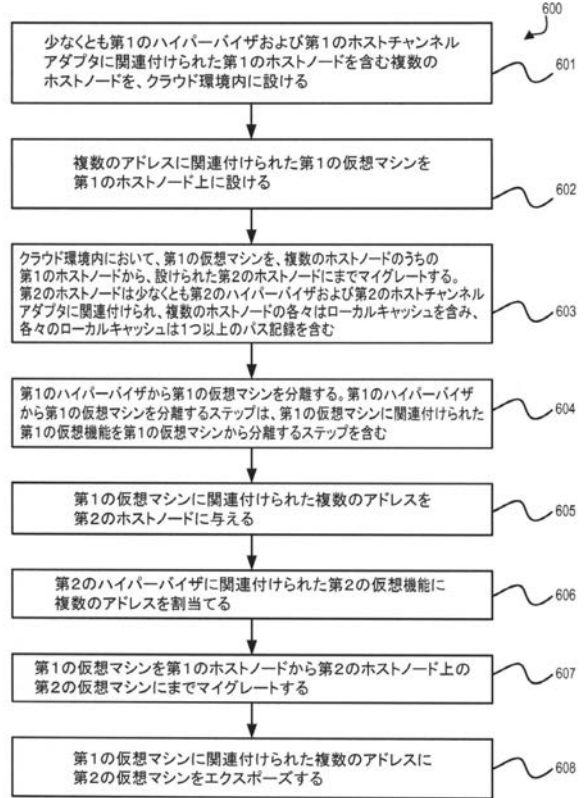 600
少なくとも第1のハイパーバイザおよび第1のホストチャンネル
アダプタに関連付けられた第1のホストノードを含む複数の
ホストノードを、クラウド環境内に設ける
601
複数のアドレスに関連付けられた第1の仮想マシンを
第1のホストノード上に設ける
602
クラウド環境内において、第1の仮想マシンを、複数のホストノードのうちの
第1のホストノードから、設けられた第2のホストノードにまでマイグレートする。
第2のホストノードは少なくとも第2のハイパーバイザおよび第2のホストチャンネル
アダプタに関連付けられ、複数のホストノードの各々はローカルキャッシュを含み、
各々のローカルキャッシュは1つ以上のパス記録を含む
603
第1のハイパーバイザから第1の仮想マシンを分離する。第1のハイパーバイザ
から第1の仮想マシンを分離するステップは、第1の仮想マシンに関連付けられた
第1の仮想機能を第1の仮想マシンから分離するステップを含む
604
第1の仮想マシンに関連付けられた複数のアドレスを
第2のホストノードに与える
605
第2のハイパーバイザに関連付けられた第2の仮想機能に
複数のアドレスを割当てる
606
第1の仮想マシンを第1のホストノードから第2のホストノード上の
第2の仮想マシンにまでマイグレートする
607
第1の仮想マシンに関連付けられた複数のアドレスに
第2の仮想マシンをエクスポーズする
608